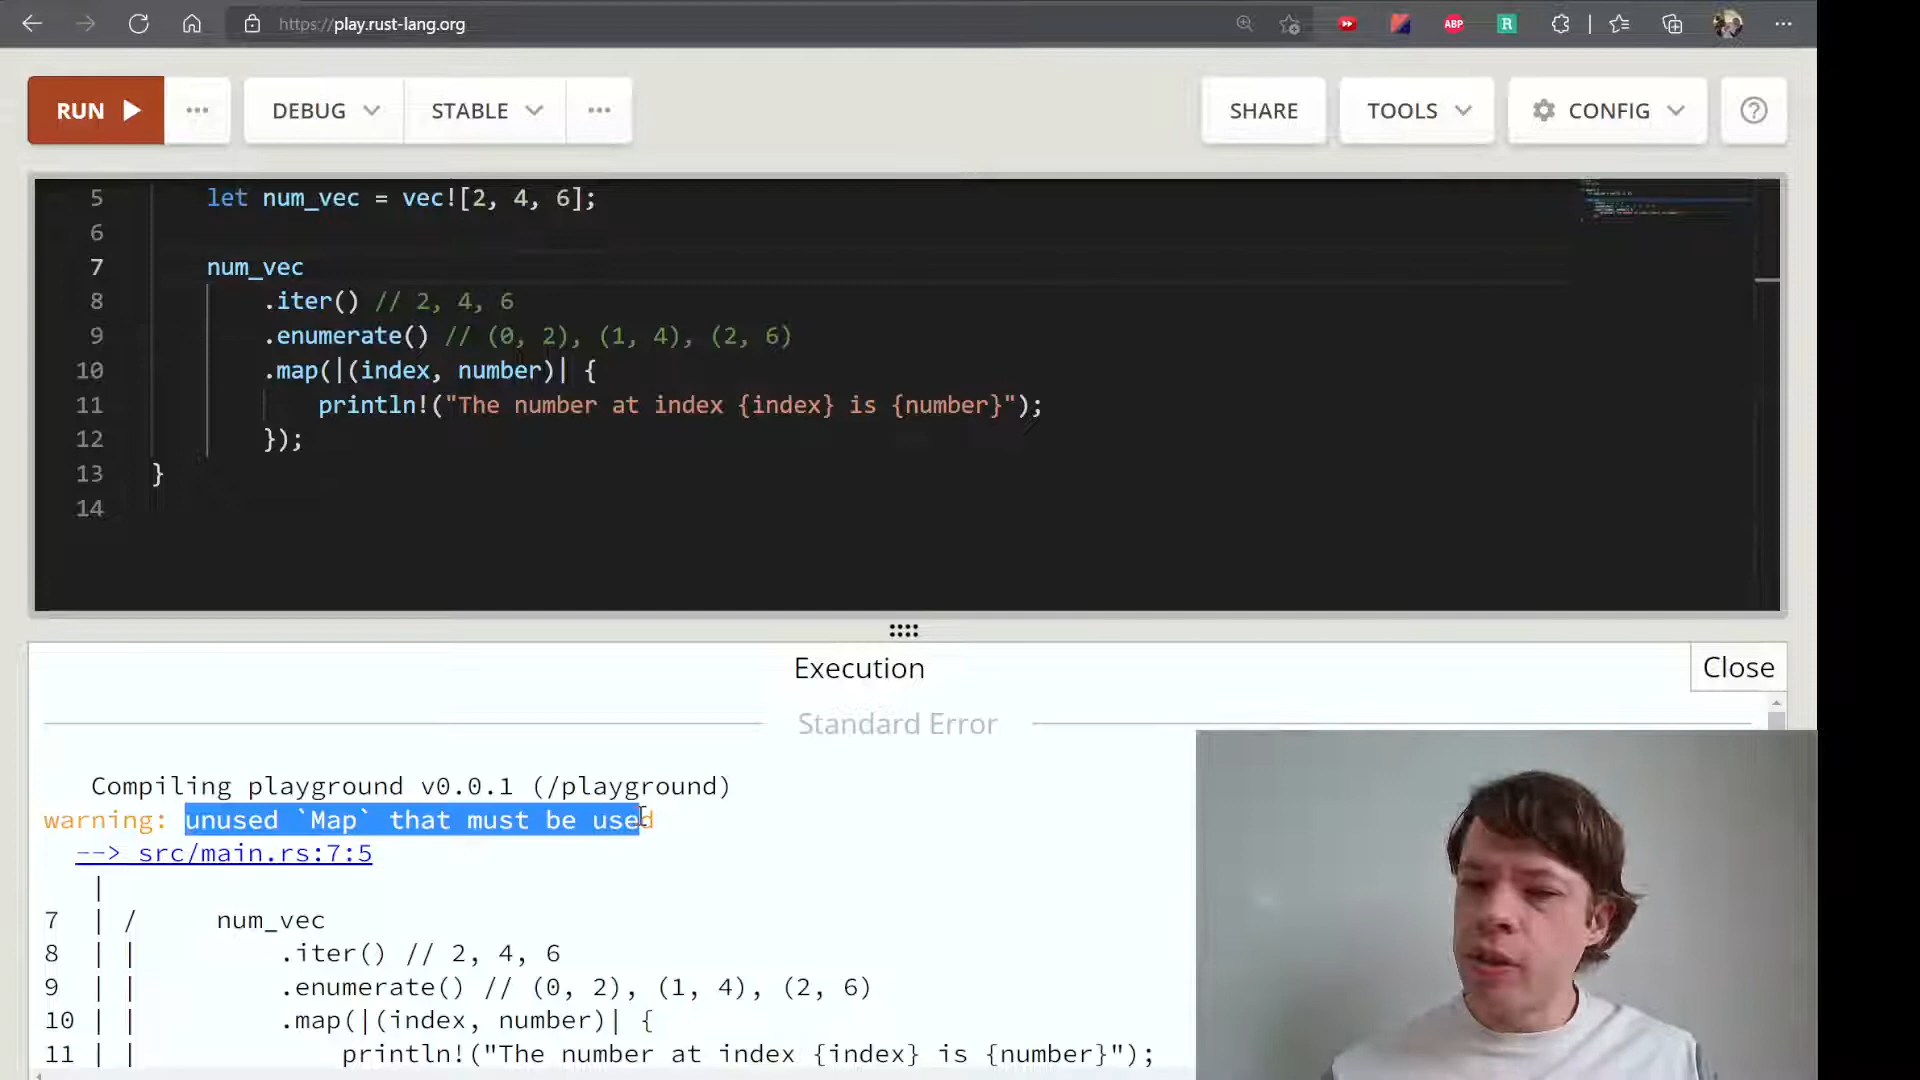 https://play.rust-lang.org
ABP
R
RUN
DEBUG
STABLE
SHARE
TOOLS
CONFIG
5 let num_vec = vec![2, 4, 6];
6
7 num_vec
8 .iter() // 2, 4, 6
9 .enumerate() // (0, 2), (1, 4), (2, 6)
10 .map(|(index, number)| {
11 println!("The number at index {index} is {number}");
12 });
13 }
14
Execution
Close
Standard Error
Compiling playground v0.0.1 (/playground)
warning: unused `Map` that must be used
--> src/main.rs:7:5
|
7 | / num_vec
8 | | .iter() // 2, 4, 6
9 | | .enumerate() // (0, 2), (1, 4), (2, 6)
10 | | .map(|(index, number)| {
11 | | println!("The number at index {index} is {number}");